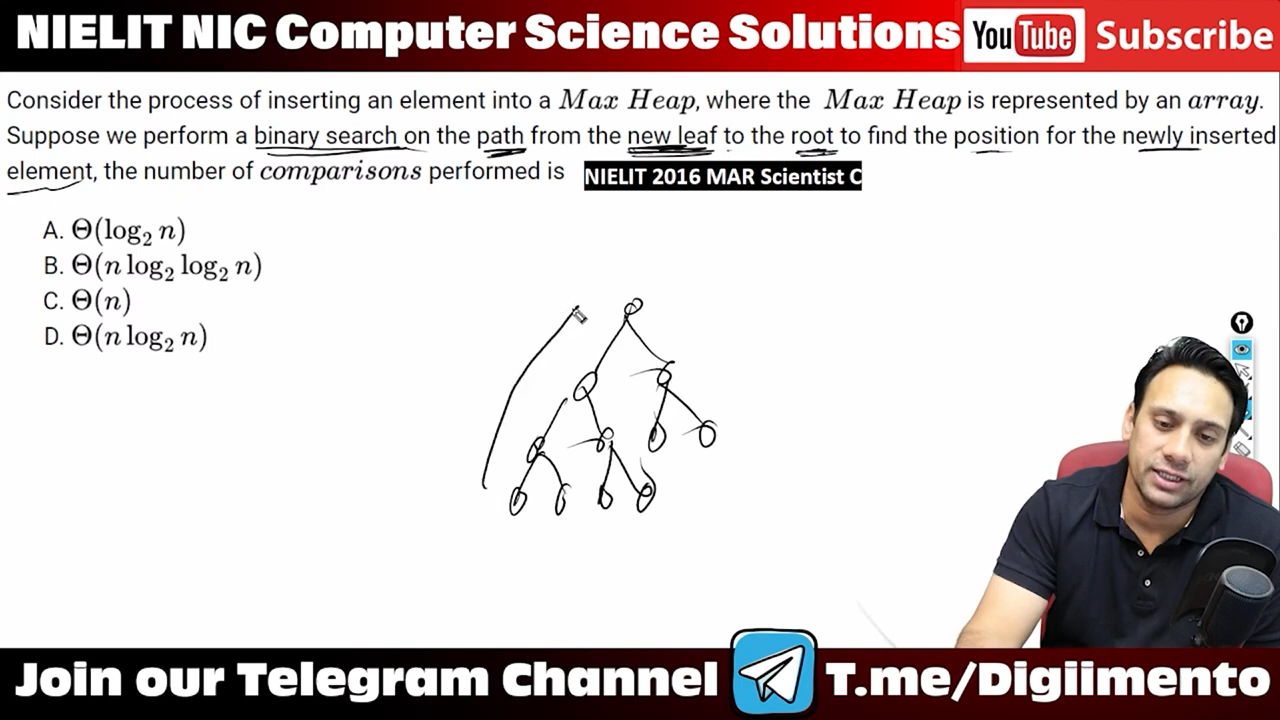 NIELIT NIC Computer Science Solutions YouTube Subscribe
Consider the process of inserting an element into a Max Heap, where the Max Heap is represented by an array.
Suppose we perform a binary search on the path from the new leaf to the root to find the position for the newly inserted
element, the number of comparisons performed is NIELIT 2016 MAR Scientist C
A. Θ(log₂ n)
B. Θ(n log₂ log₂ n)
C. Θ(n)
D. Θ(n log₂ n)
Join our Telegram Channel T.me/Digiimento